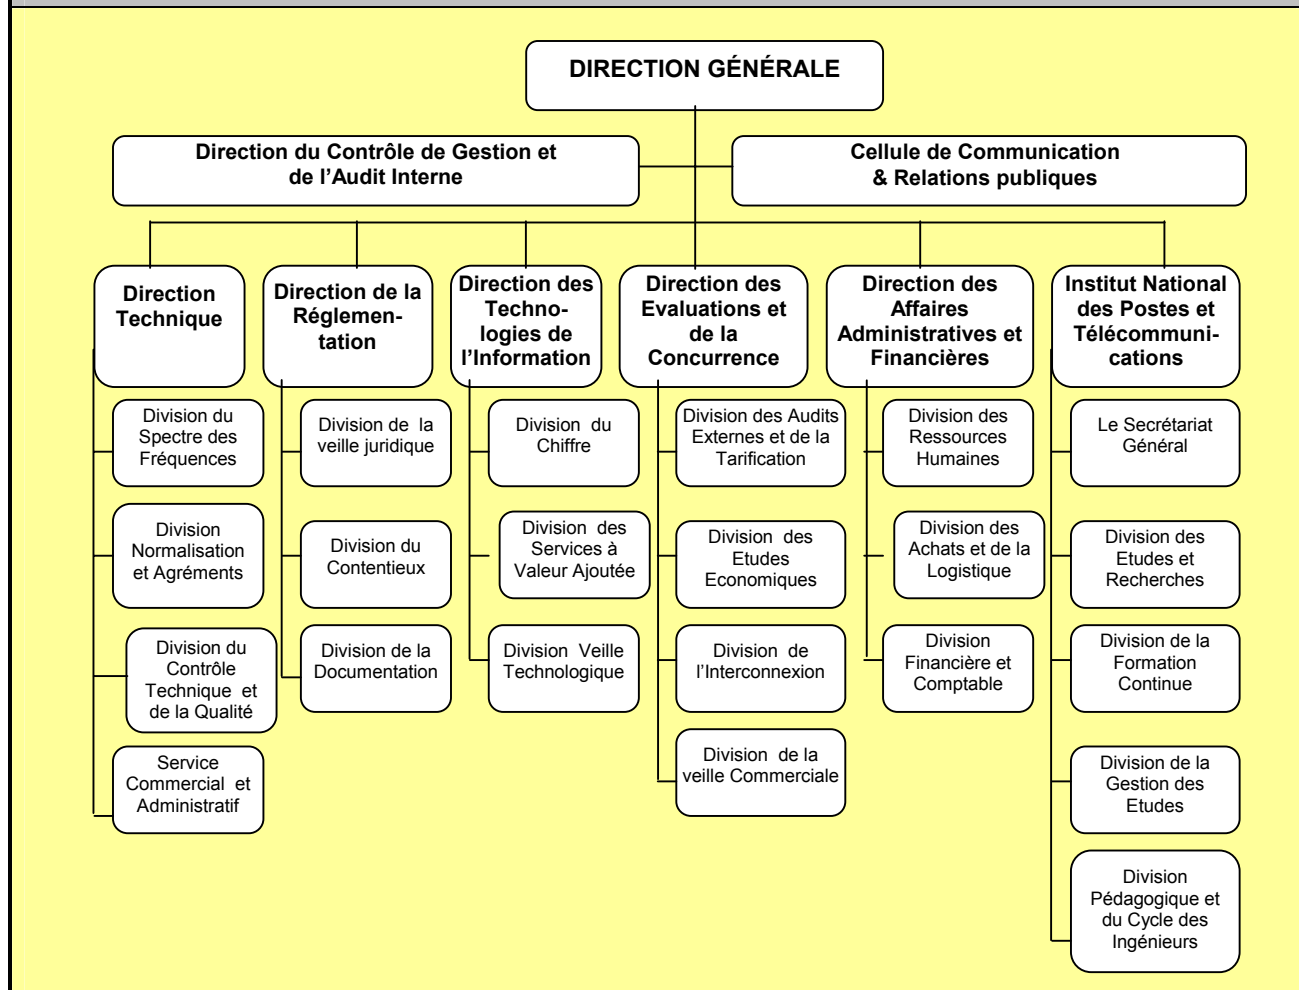 DIRECTION GÉNÉRALE
Direction du Contrôle de Gestion et
de l'Audit Interne
Cellule de Communication
& Relations publiques
Direction
Technique
Direction de la
Réglemen-
tation
Direction des
Techno-
logies de
l'Information
Direction des
Evaluations et
de la
Concurrence
Direction des
Affaires
Administratives et
Financières
Institut National
des Postes et
Télécommuni-
cations
Division du
Spectre des
Fréquences
Division
Normalisation
et Agréments
Division du
Contrôle
Technique et
de la Qualité
Service
Commercial et
Administratif
Division de la
veille juridique
Division du
Contentieux
Division de la
Documentation
Division du
Chiffre
Division des
Services à
Valeur Ajoutée
Division Veille
Technologique
Division des Audits
Externes et de la
Tarification
Division des
Etudes
Economiques
Division de
l'Interconnexion
Division de la
veille Commerciale
Division des
Ressources
Humaines
Division des
Achats et de la
Logistique
Division
Financière et
Comptable
Le Secrétariat
Général
Division des
Etudes et
Recherches
Division de la
Formation
Continue
Division de la
Gestion des
Etudes
Division
Pédagogique et
du Cycle des
Ingénieurs